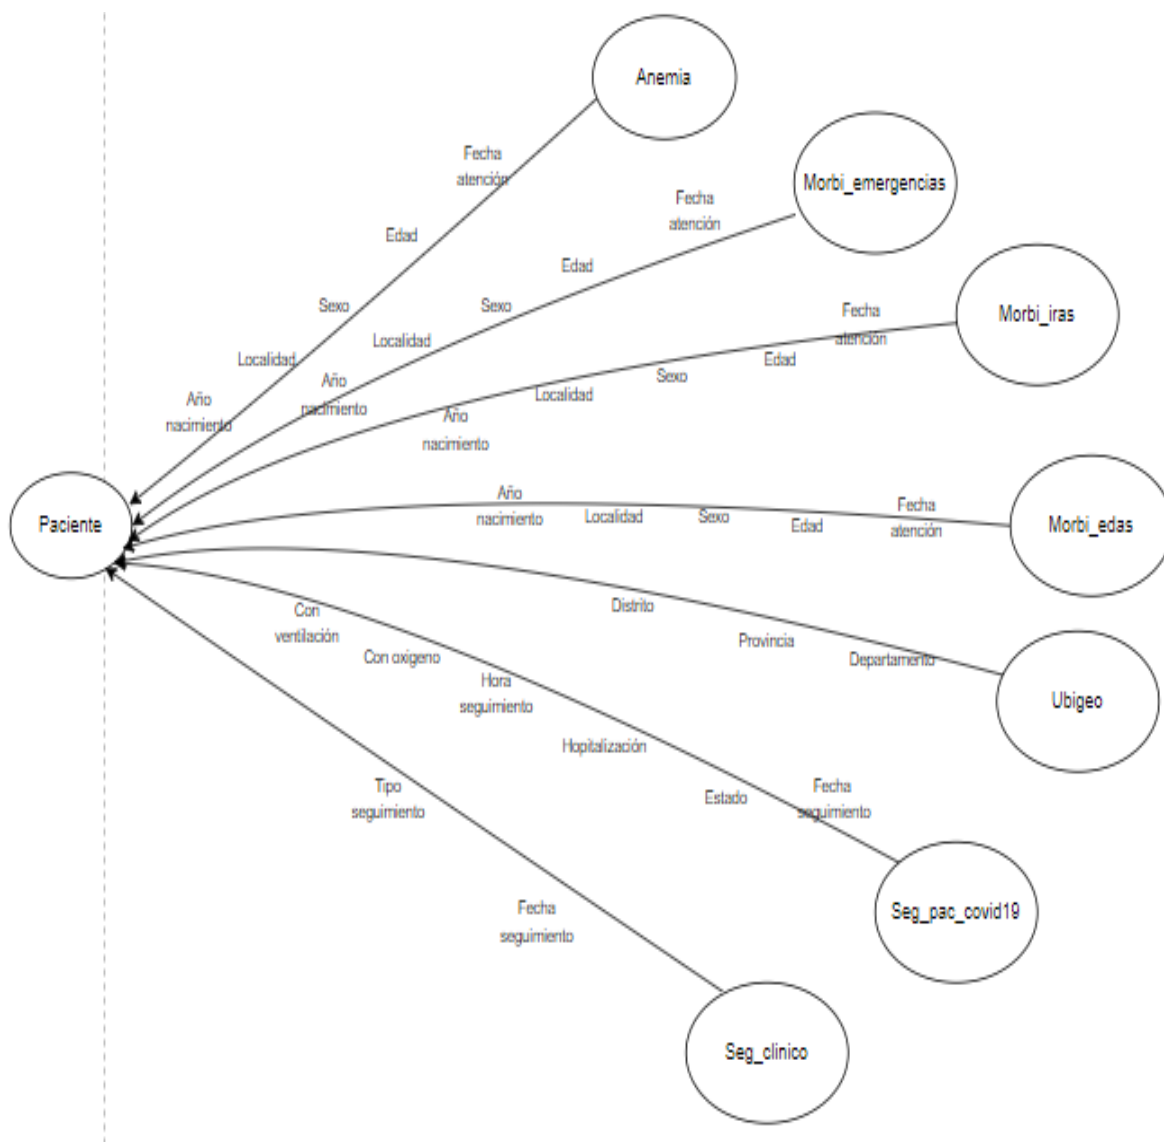 Anemia
Fecha
atención
Edad
Sexo
Localidad
Año
nacimiento
Morbi_emergencias
Fecha
atención
Edad
Sexo
Localidad
Año
nacimiento
Morbi_iras
Fecha
atención
Edad
Sexo
Localidad
Año
nacimiento
Paciente
Año
nacimiento
Localidad
Sexo
Edad
Fecha
atención
Morbi_edas
Distrito
Provincia
Departamento
Ubigeo
Con
ventilación
Con oxigeno
Hora
seguimiento
Hopitalización
Estado
Fecha
seguimiento
Seg_pac_covid19
Tipo
seguimiento
Fecha
seguimiento
Seg_clinico